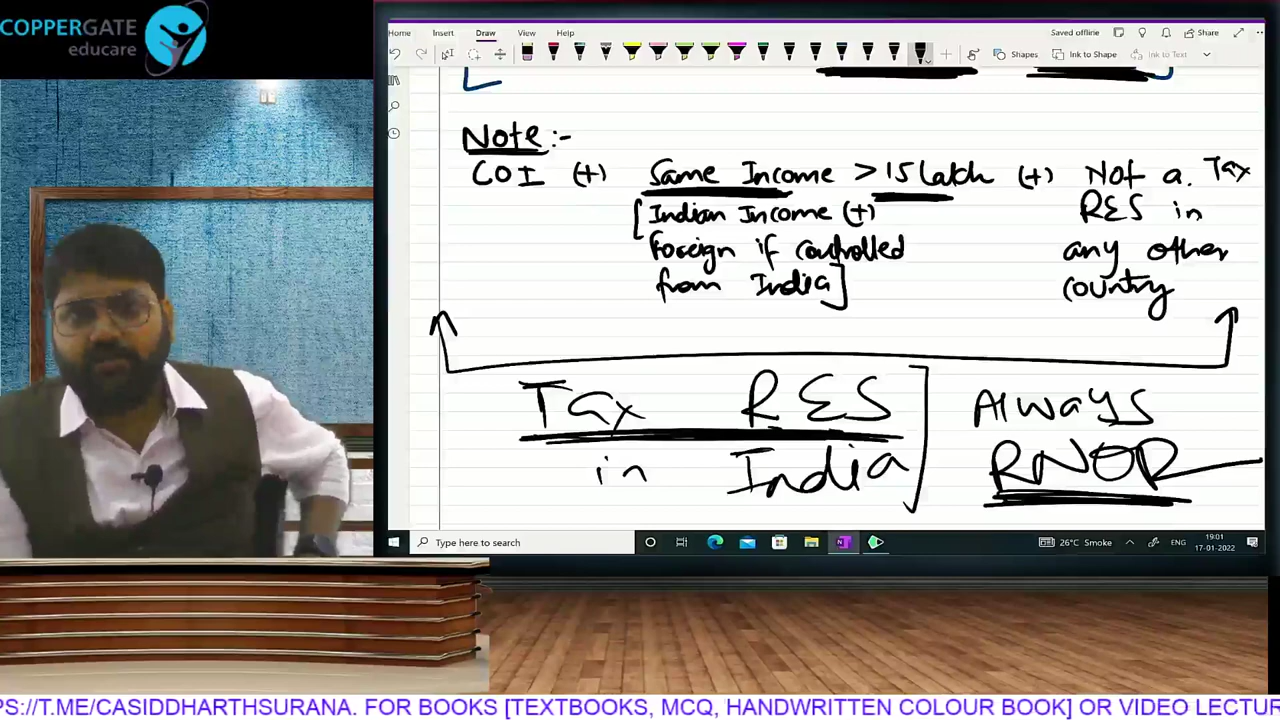 COPPERGATE
educare
Home Insert Draw View Help
Saved offline
Share
Shapes
Ink to Shape
Ink to Text
Note :-
COI (+) Same Income > 15 Lakh (+) Not a. Tax
[Indian Income (+) RES in
Foreign if controlled any other
from India] country
Tax RES Always
in India] RNOR
Type here to search
26°C Smoke
ENG
19:01
17-01-2022
PS://T.ME/CASIDDHARTHSURANA. FOR BOOKS [TEXTBOOKS, MCQ, HANDWRITTEN COLOUR BOOK] OR VIDEO LECTUR